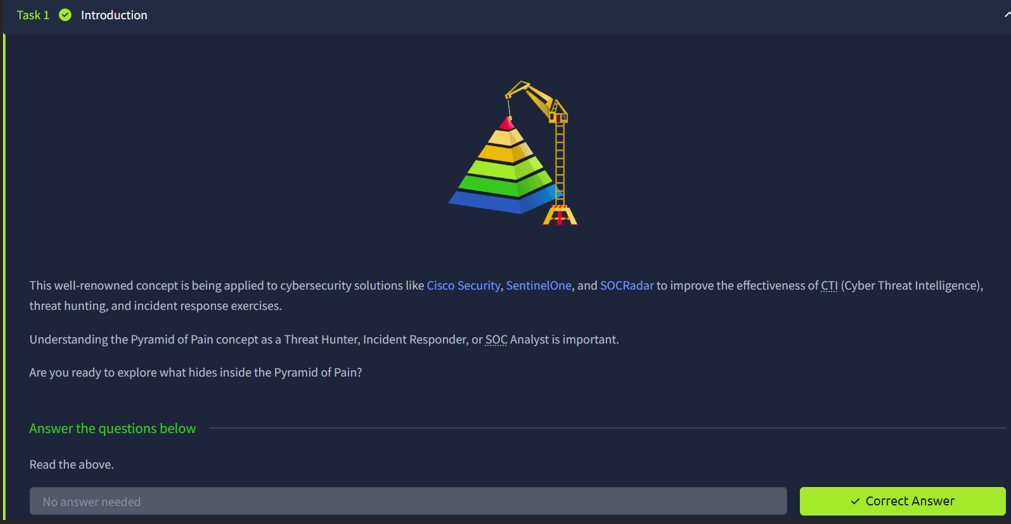 Task 1 Introduction
This well-renowned concept is being applied to cybersecurity solutions like Cisco Security, SentinelOne, and SOCRadar to improve the effectiveness of CTI (Cyber Threat Intelligence),
threat hunting, and incident response exercises.
Understanding the Pyramid of Pain concept as a Threat Hunter, Incident Responder, or SOC Analyst is important.
Are you ready to explore what hides inside the Pyramid of Pain?
Answer the questions below
Read the above.
No answer needed
Correct Answer